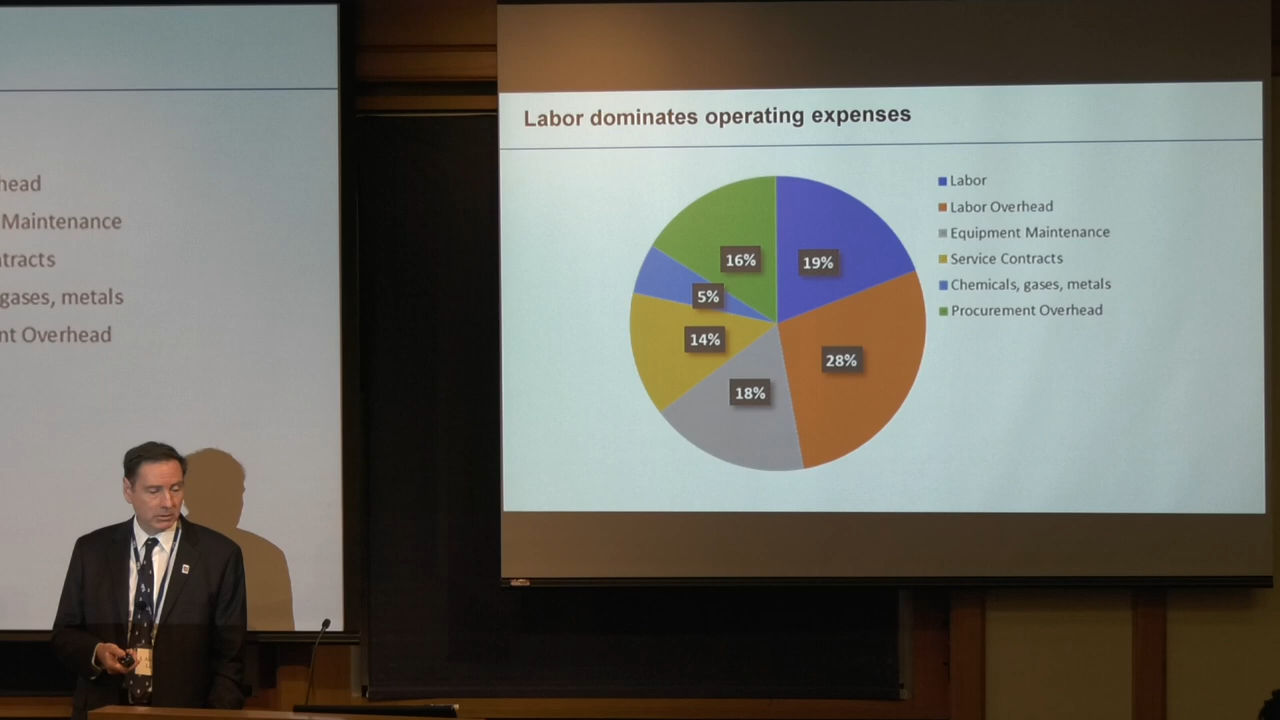 head
Maintenance
tracts
gases, metals
nt Overhead
Labor dominates operating expenses
16%
19%
5%
14%
28%
18%
Labor
Labor Overhead
Equipment Maintenance
Service Contracts
Chemicals, gases, metals
Procurement Overhead